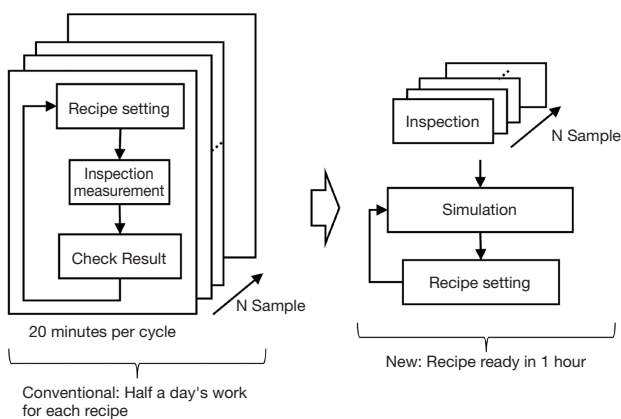 Recipe setting
Inspection
measurement
Check Result
N Sample
20 minutes per cycle
Conventional: Half a day's work
for each recipe
Inspection
N Sample
Simulation
Recipe setting
New: Recipe ready in 1 hour